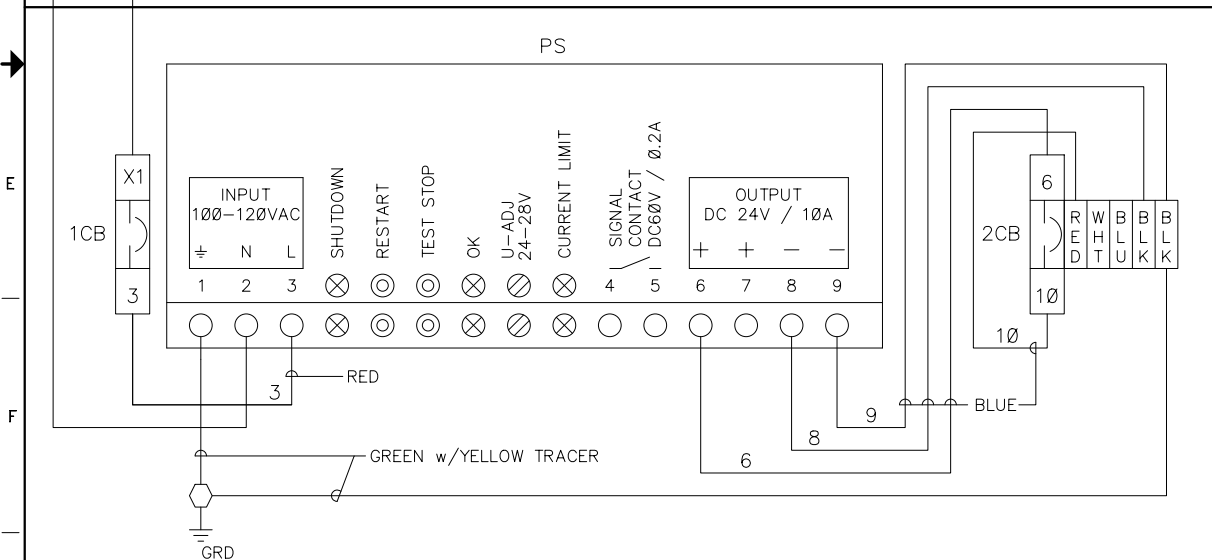 PS
E
F
X1
1CB
3
INPUT
100-120VAC
N L
1 2 3
SHUTDOWN
RESTART
TEST STOP
OK
U-ADJ
24-28V
CURRENT LIMIT
SIGNAL
CONTACT
DC60V / 0.2A
4 5
OUTPUT
DC 24V / 10A
+ + - -
6 7 8 9
6
2CB
10
RED
WHT
BLU
BLK
BLK
10
3
RED
9
BLUE
8
6
GREEN w/YELLOW TRACER
GRD